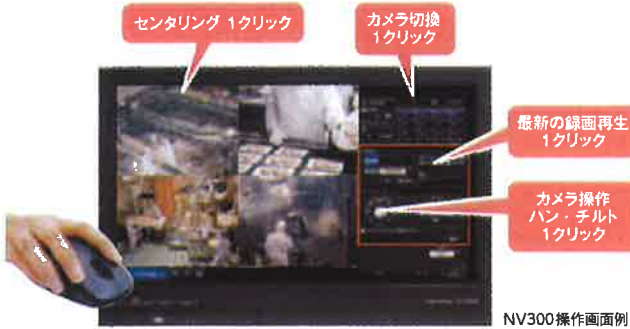 センタリング 1クリック
カメラ切換
1クリック
最新の録画再生
1クリック
カメラ操作
パン・チルト
1クリック
NV300操作画面例